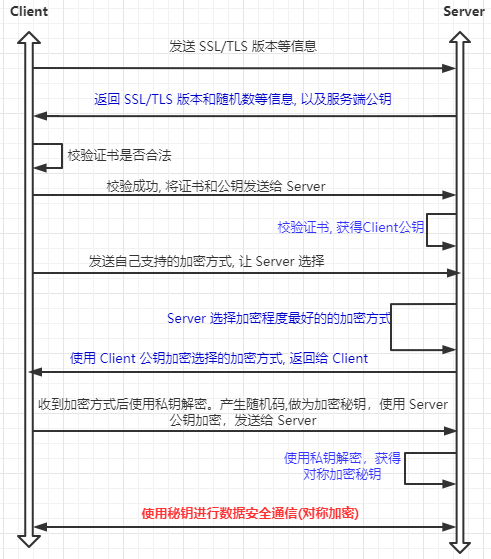 Client
Server
发送 SSL/TLS 版本等信息
返回 SSL/TLS 版本和随机数等信息, 以及服务端公钥
校验证书是否合法
校验成功, 将证书和公钥发送给 Server
校验证书, 获得Client公钥
发送自己支持的加密方式, 让 Server 选择
Server 选择加密程度最好的的加密方式
使用 Client 公钥加密选择的加密方式, 返回给 Client
收到加密方式后使用私钥解密。产生随机码,做为加密秘钥，使用 Server
公钥加密，发送给 Server
使用私钥解密，获得
对称加密秘钥
使用秘钥进行数据安全通信(对称加密)